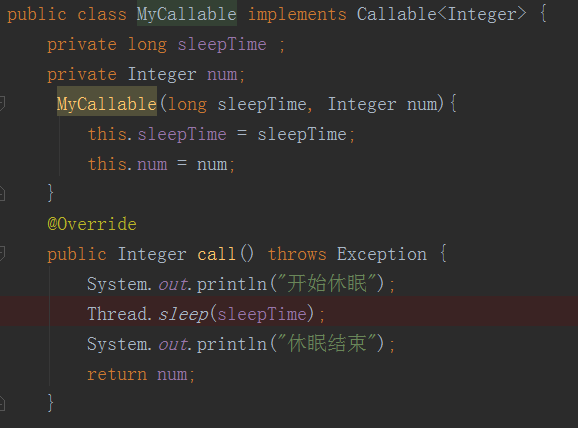 public class MyCallable implements Callable<Integer> {
private long sleepTime ;
private Integer num;
MyCallable(long sleepTime, Integer num){
this.sleepTime = sleepTime;
this.num = num;
}
@Override
public Integer call() throws Exception {
System.out.println("开始休眠");
Thread.sleep(sleepTime);
System.out.println("休眠结束");
return num;
}